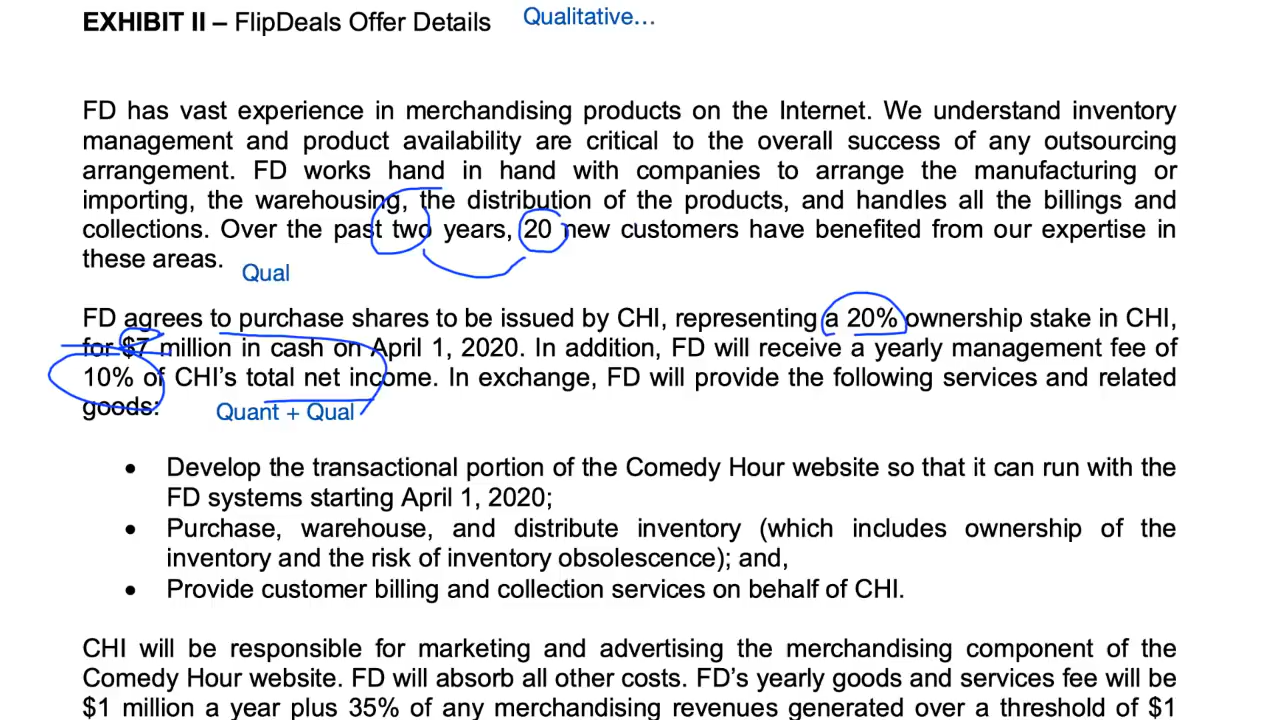 EXHIBIT II – FlipDeals Offer Details Qualitative…
FD has vast experience in merchandising products on the Internet. We understand inventory
management and product availability are critical to the overall success of any outsourcing
arrangement. FD works hand in hand with companies to arrange the manufacturing or
importing, the warehousing, the distribution of the products, and handles all the billings and
collections. Over the past two years, 20 new customers have benefited from our expertise in
these areas. Qual
FD agrees to purchase shares to be issued by CHI, representing a 20% ownership stake in CHI,
for $7 million in cash on April 1, 2020. In addition, FD will receive a yearly management fee of
10% of CHI's total net income. In exchange, FD will provide the following services and related
goods: Quant + Qual
• Develop the transactional portion of the Comedy Hour website so that it can run with the
FD systems starting April 1, 2020;
• Purchase, warehouse, and distribute inventory (which includes ownership of the
inventory and the risk of inventory obsolescence); and,
• Provide customer billing and collection services on behalf of CHI.
CHI will be responsible for marketing and advertising the merchandising component of the
Comedy Hour website. FD will absorb all other costs. FD's yearly goods and services fee will be
$1 million a year plus 35% of any merchandising revenues generated over a threshold of $1